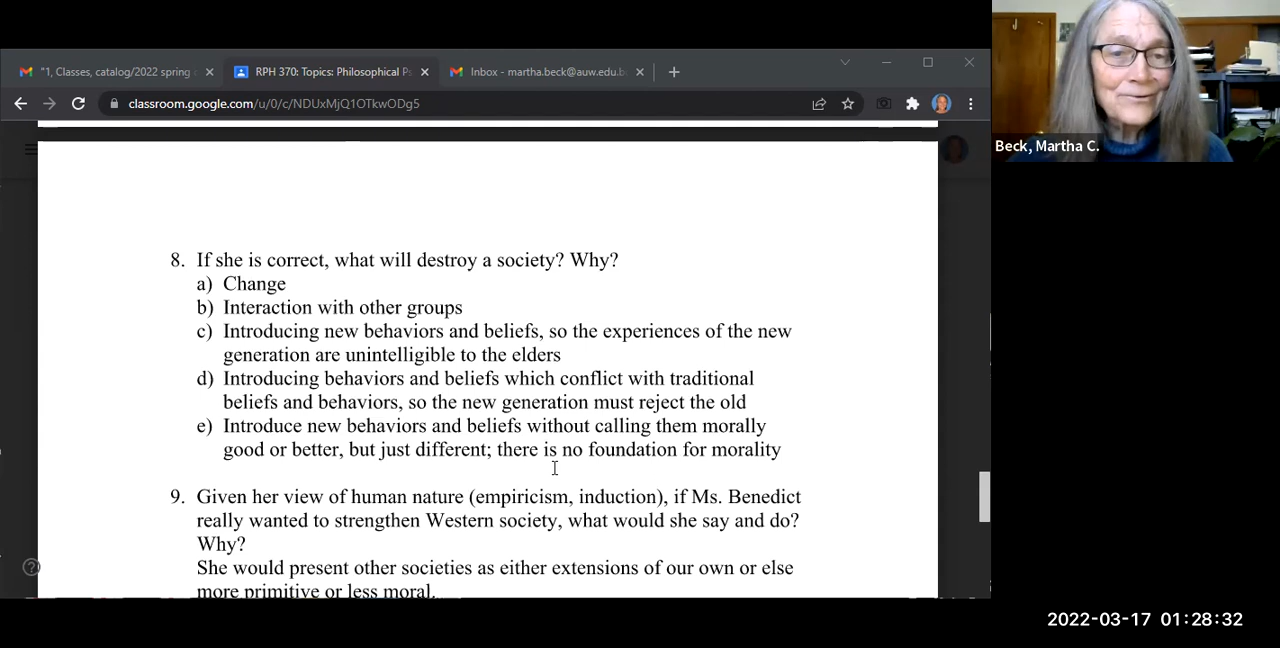 "1, Classes, catalog/2022 spring
RPH 370: Topics: Philosophical P
Inbox - martha.beck@auw.edu.b
classroom.google.com/u/0/c/NDUxMjQ1OTkwODg5
Beck, Martha C.
8. If she is correct, what will destroy a society? Why?
a) Change
b) Interaction with other groups
c) Introducing new behaviors and beliefs, so the experiences of the new
generation are unintelligible to the elders
d) Introducing behaviors and beliefs which conflict with traditional
beliefs and behaviors, so the new generation must reject the old
e) Introduce new behaviors and beliefs without calling them morally
good or better, but just different; there is no foundation for morality
9. Given her view of human nature (empiricism, induction), if Ms. Benedict
really wanted to strengthen Western society, what would she say and do?
Why?
She would present other societies as either extensions of our own or else
more primitive or less moral.
2022-03-17 01:28:32